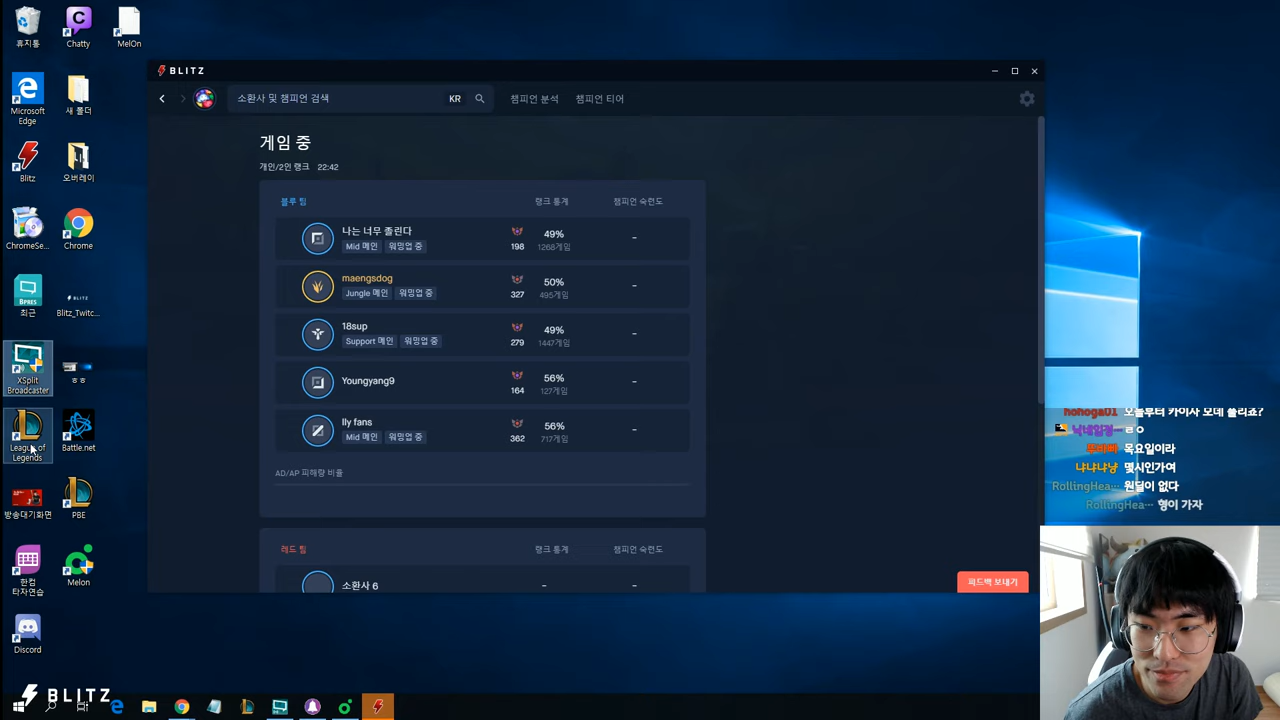 휴지통
Chatty
MelOn
Microsoft
Edge
새 폴더
Blitz
오버레이
ChromeSe...
Chrome
BPRES
최근
BLITZ
Blitz_Twitc...
XSplit
Broadcaster
ㅎㅎ
League of
Legends
Battle.net
방송대기화면
PBE
한컴
타자연습
Melon
Discord
BLITZ
BLITZ
소환사 및 챔피언 검색
KR
챔피언 분석
챔피언 티어
게임 중
개인/2인 랭크 22:42
블루 팀
랭크 통계
챔피언 숙련도
나는 너무 졸린다
Mid 메인 워밍업 중
198
49%
1268게임
–
maengsdog
Jungle 메인 워밍업 중
327
50%
495게임
–
18sup
Support 메인 워밍업 중
279
49%
1447게임
–
Youngyang9
164
56%
127게임
–
lly fans
Mid 메인 워밍업 중
362
56%
717게임
–
AD/AP 피해량 비율
레드 팀
랭크 통계
챔피언 숙련도
소환사 6
-
-
–
피드백 보내기
hohoga01 오늘부터 카이사 모데 풀리죠?
ㄹㅇ
목요일이라
냐냐냐냥 몇시인가여
RollingHea… 원딜이 없다
RollingHea… 형이 가자